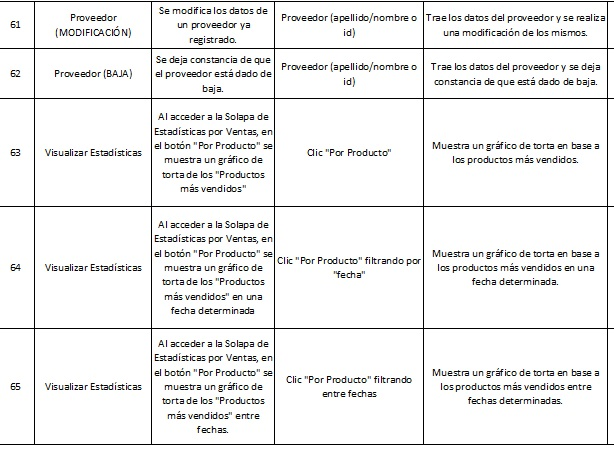 61
Proveedor
(MODIFICACIÓN)
Se modifica los datos de
un proveedor ya
registrado.
Proveedor (apellido/nombre o
id)
Trae los datos del proveedor y se realiza
una modificación de los mismos.
62
Proveedor (BAJA)
Se deja constancia de que
el proveedor está dado de
baja.
Proveedor (apellido/nombre o
id)
Trae los datos del proveedor y se deja
constancia de que está dado de baja.
63
Visualizar Estadísticas
Al acceder a la Solapa de
Estadísticas por Ventas, en
el botón "Por Producto" se
muestra un gráfico de
torta de los "Productos
más vendidos"
Clic "Por Producto"
Muestra un gráfico de torta en base a
los productos más vendidos.
64
Visualizar Estadísticas
Al acceder a la Solapa de
Estadísticas por Ventas, en
el botón "Por Producto" se
muestra un gráfico de
torta de los "Productos
más vendidos" en una
fecha determinada
Clic "Por Producto" filtrando por
"fecha"
Muestra un gráfico de torta en base a
los productos más vendidos en una
fecha determinada.
65
Visualizar Estadísticas
Al acceder a la Solapa de
Estadísticas por Ventas, en
el botón "Por Producto" se
muestra un gráfico de
torta de los "Productos
más vendidos" entre
fechas.
Clic "Por Producto" filtrando
entre fechas
Muestra un gráfico de torta en base a
los productos más vendidos entre
fechas determinadas.